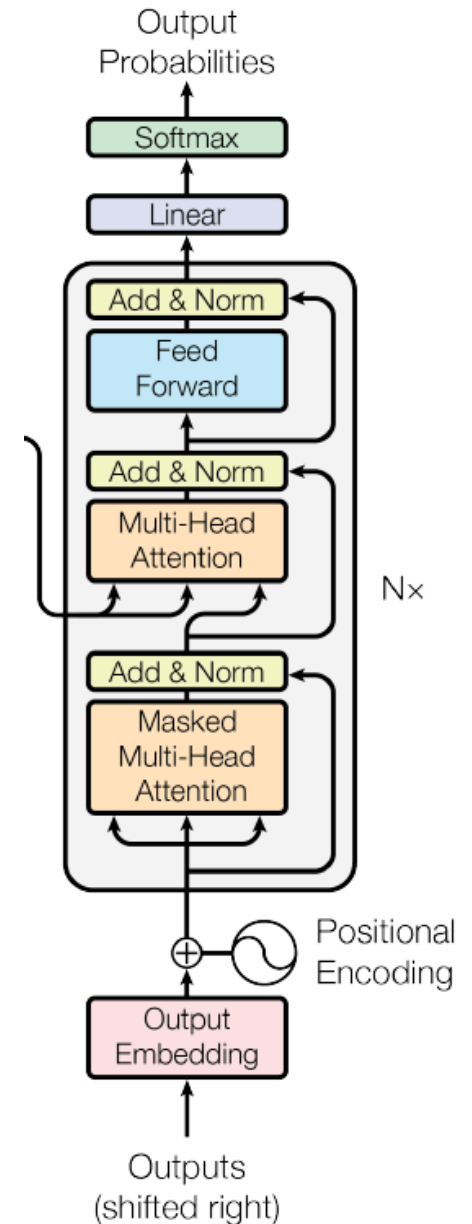 Output
Probabilities
Softmax
Linear
Add & Norm
Feed
Forward
Add & Norm
Multi-Head
Attention
N×
Add & Norm
Masked
Multi-Head
Attention
Positional
Encoding
Output
Embedding
Outputs
(shifted right)